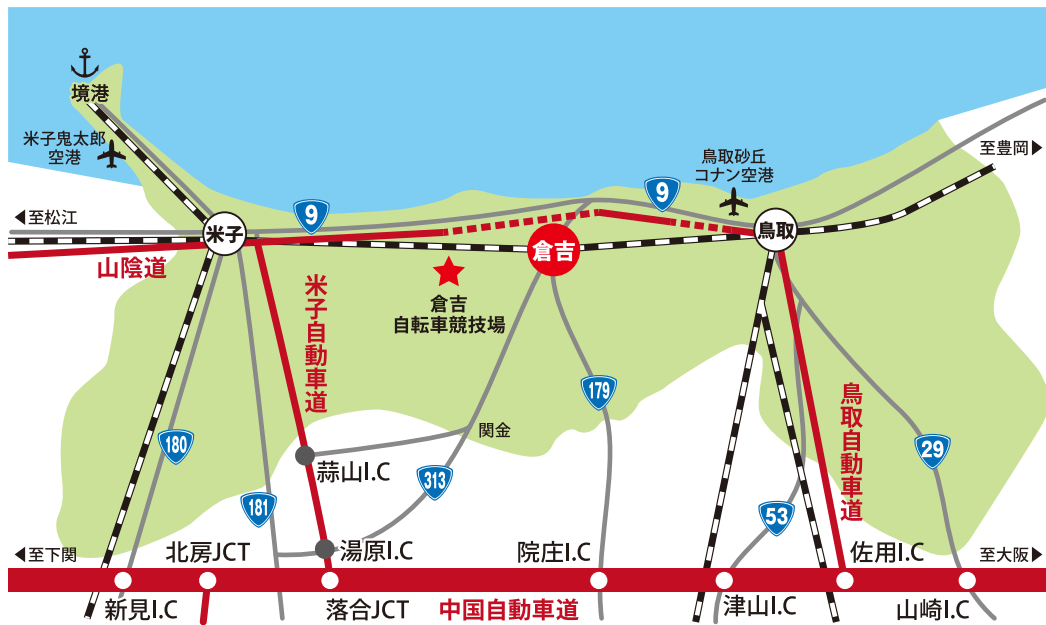 境港
米子鬼太郎
空港
鳥取砂丘
コナン空港
至豊岡▶
◀至松江
9
9
米子
倉吉
鳥取
山陰道
米子自動車道
倉吉
自転車競技場
179
鳥取自動車道
180
関金
29
蒜山I.C
313
181
53
◀至下関
北房JCT
湯原I.C
院庄I.C
佐用I.C
至大阪▶
新見I.C
落合JCT
中国自動車道
津山I.C
山崎I.C